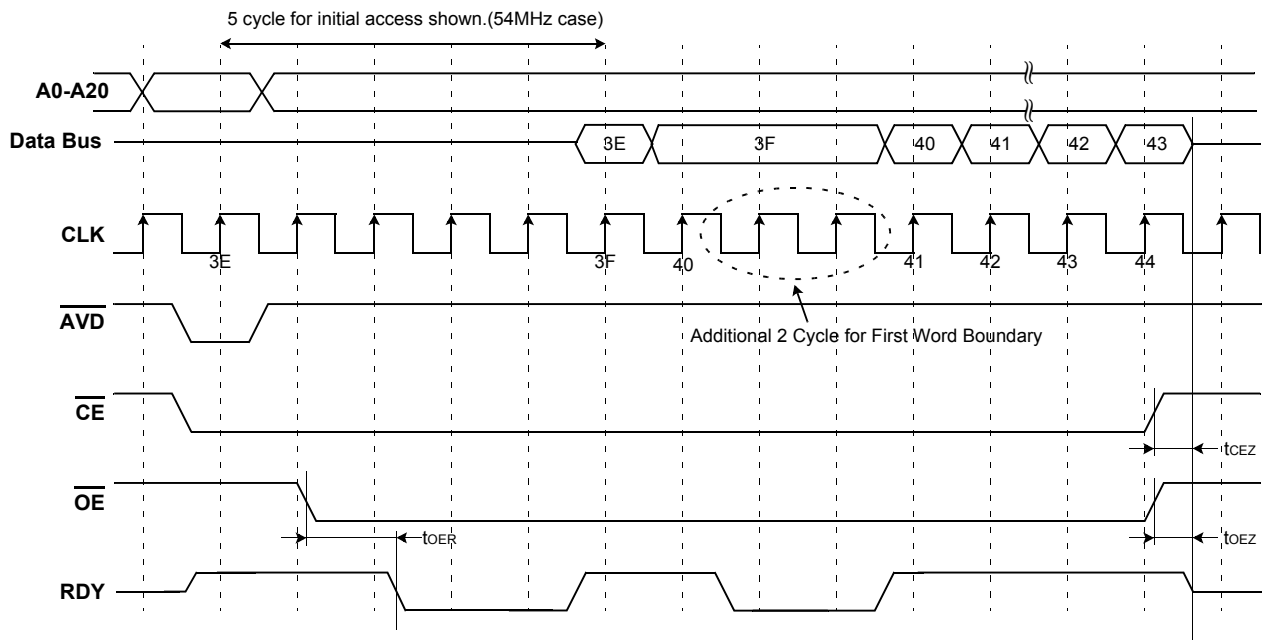 5 cycle for initial access shown.(54MHz case)
A0-A20
Data Bus
3E 3F 40 41 42 43
CLK
3E 3F 40 41 42 43 44
AVD
Additional 2 Cycle for First Word Boundary
CE
tCEZ
OE
tOER
tOEZ
RDY